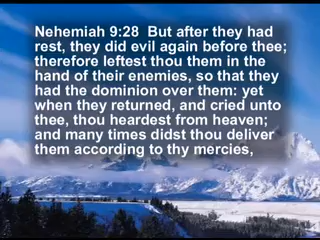 Nehemiah 9:28  But after they had
rest, they did evil again before thee;
therefore leftest thou them in the
hand of their enemies, so that they
had the dominion over them: yet
when they returned, and cried unto
thee, thou heardest from heaven;
and many times didst thou deliver
them according to thy mercies,